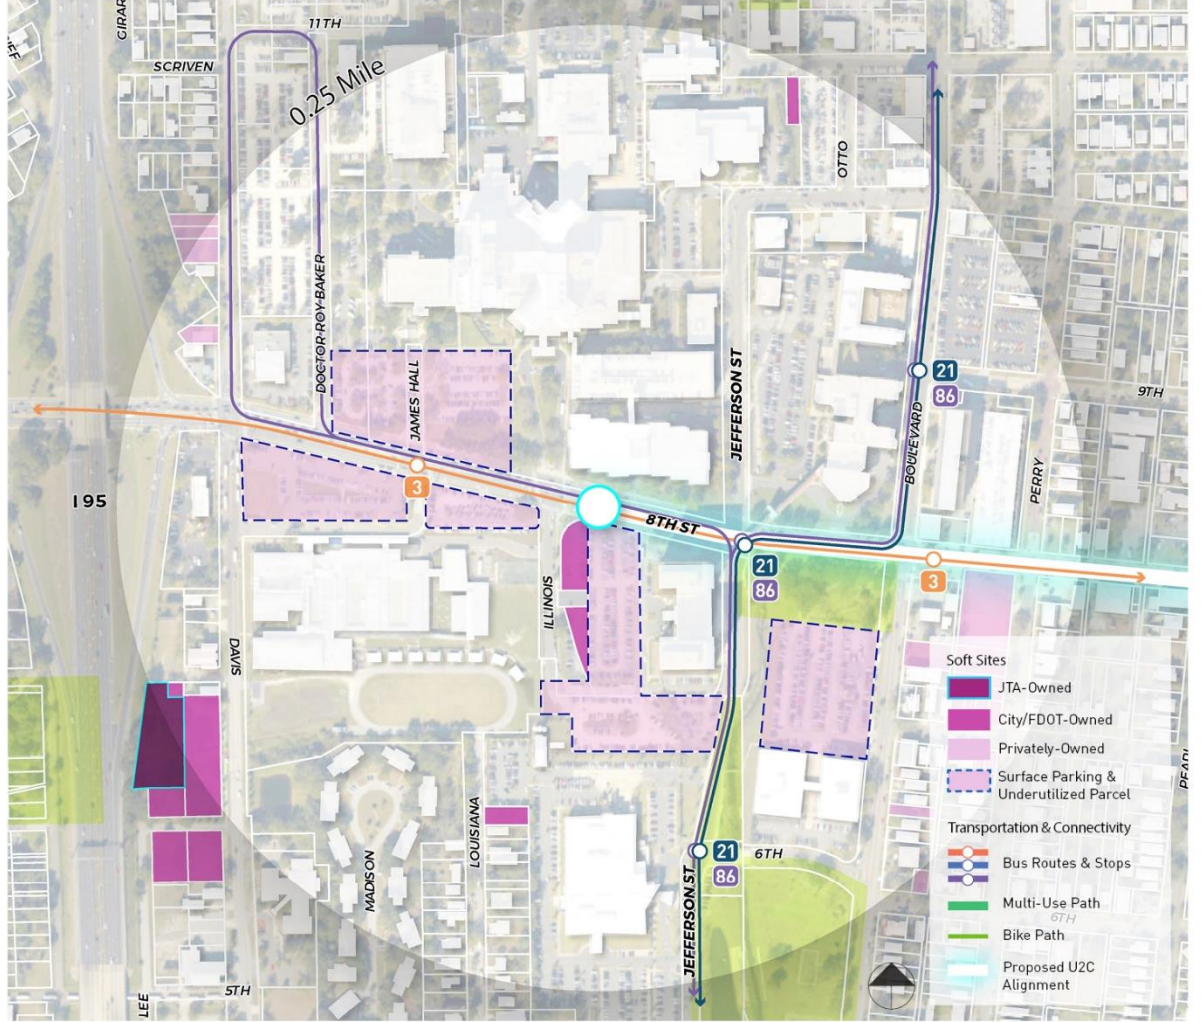 GIRAR
11TH
SCRIVEN
0.25 Mile
OTTO
DOCTOR ROY BAKER
JAMES HALL
JEFFERSON ST
21
86
9TH
BOULEVARD
PERRY
I 95
3
8TH ST
21
86
3
ILLINOIS
DAVIS
Soft Sites
JTA-Owned
City/FDOT-Owned
Privately-Owned
Surface Parking &
Underutilized Parcel
PEARL
LOUISIANA
MADISON
Transportation & Connectivity
21
86
6TH
Bus Routes & Stops
Multi-Use Path
6TH
Bike Path
JEFFERSON ST
Proposed U2C
Alignment
5TH
LEE